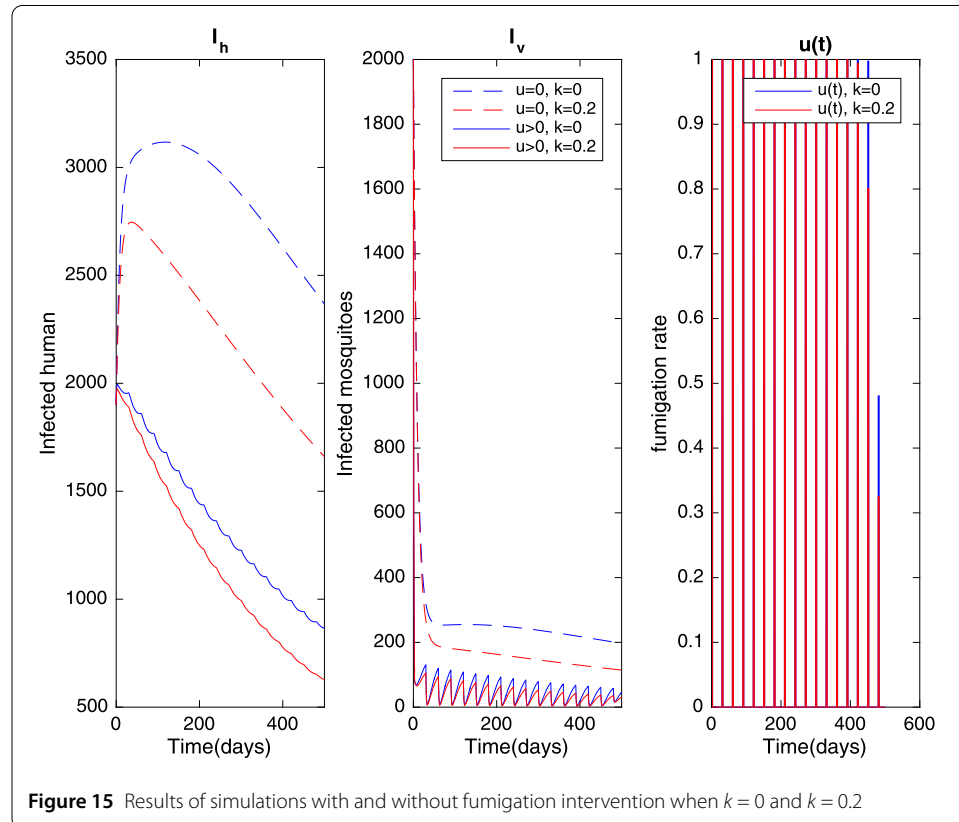 I_h
3500
3000
2500
2000
1500
1000
500
0
200
400
Infected human
Time(days)
I_v
2000
1800
1600
1400
1200
1000
800
600
400
200
0
0
200
400
Infected mosquitoes
Time(days)
u=0, k=0
u=0, k=0.2
u>0, k=0
u>0, k=0.2
u(t)
1
0.9
0.8
0.7
0.6
0.5
0.4
0.3
0.2
0.1
0
0
200
400
600
fumigation rate
Time(days)
u(t), k=0
u(t), k=0.2
Figure 15 Results of simulations with and without fumigation intervention when k = 0 and k = 0.2